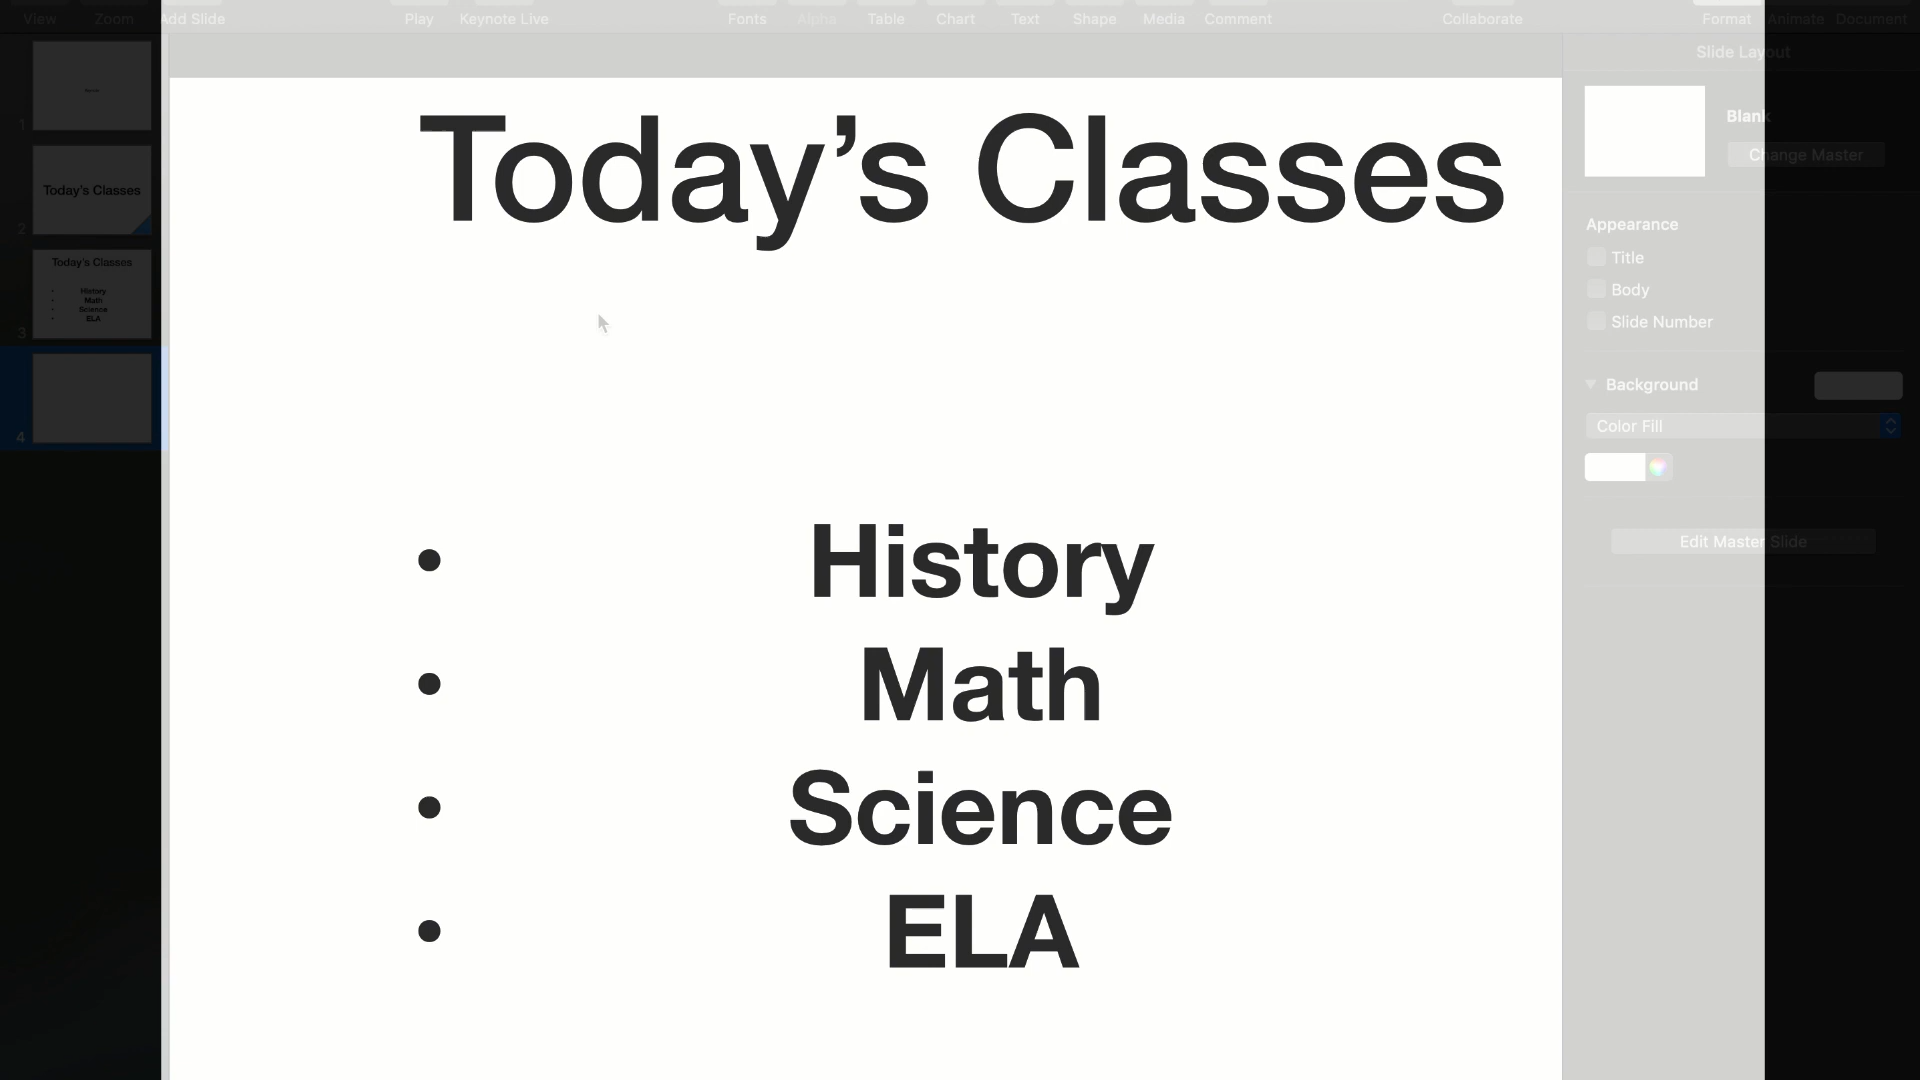 View
Zoom
Add Slide
Play
Keynote Live
Fonts
Alpha
Table
Chart
Text
Shape
Media
Comment
Collaborate
Format
Animate
Document
1
2
Today's Classes
3
Today's Classes
• History
• Math
• Science
• ELA
4
Today’s Classes
• History
• Math
• Science
• ELA
Slide Layout
Blank
Change Master
Appearance
Title
Body
Slide Number
Background
Color Fill
Edit Master Slide